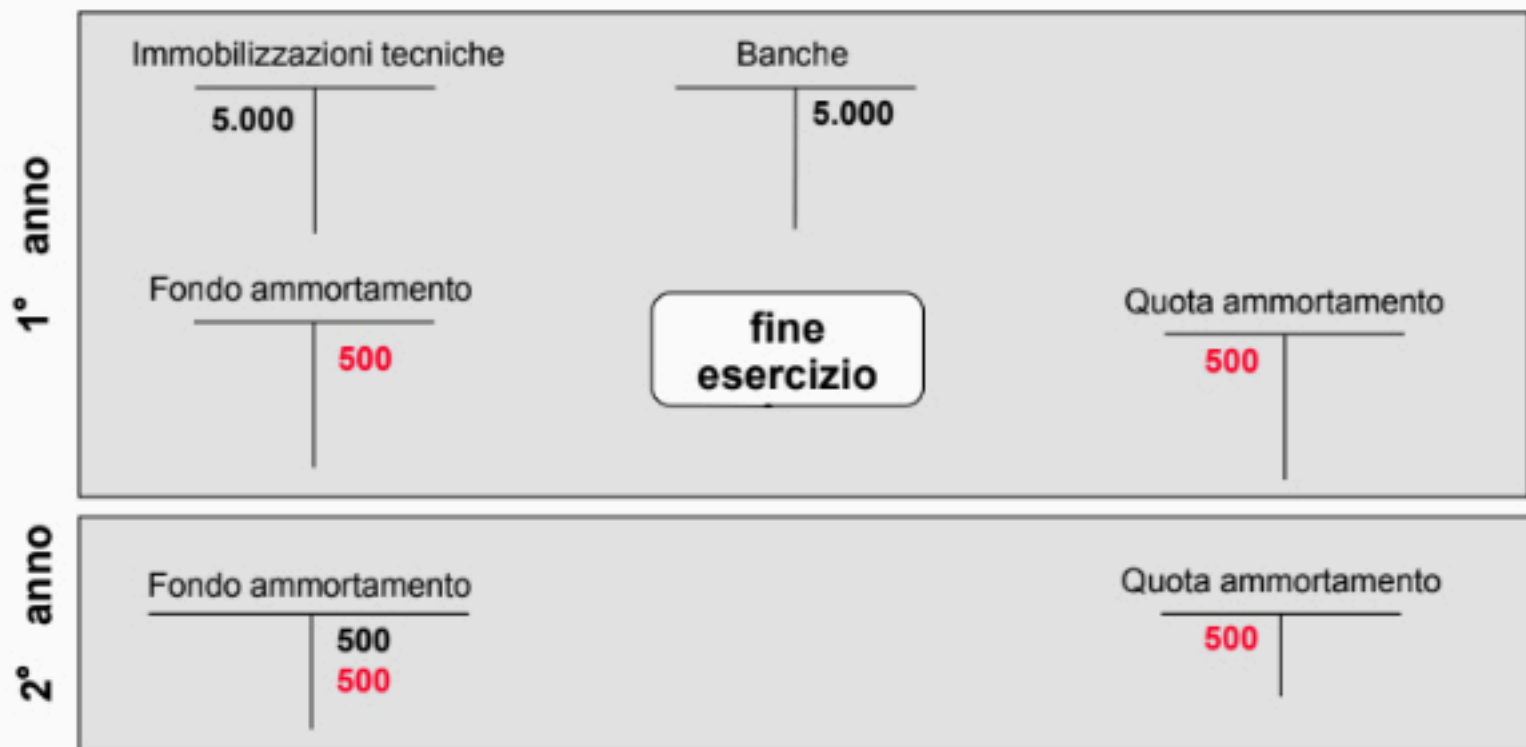 1° anno
Immobilizzazioni tecniche
Banche
5.000
5.000
Fondo ammortamento
fine
esercizio
Quota ammortamento
500
500
2° anno
Fondo ammortamento
Quota ammortamento
500
500
500